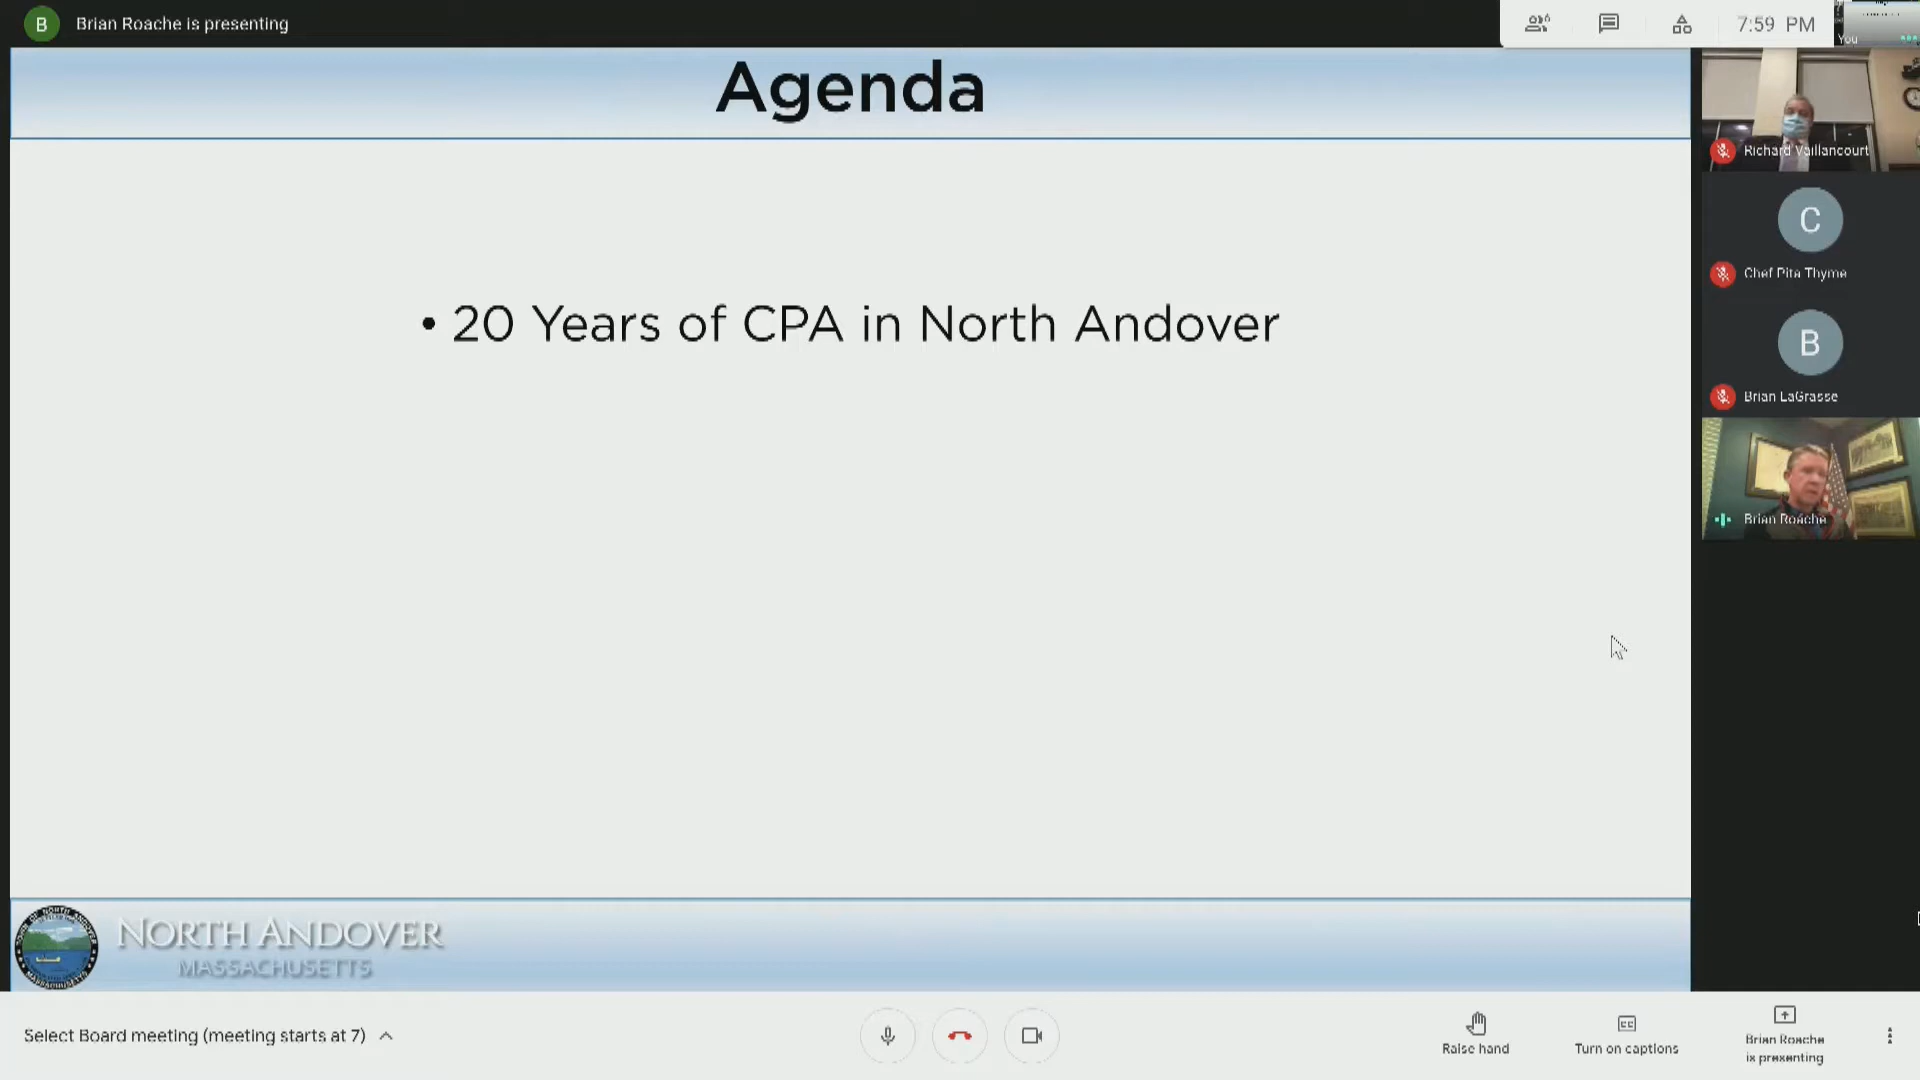 B
Brian Roache is presenting
6
7:59 PM
You
Agenda
Richard Vaillancourt
C
Chef Pita Thyme
• 20 Years of CPA in North Andover
B
Brian LaGrasse
Brian Roache
NORTH ANDOVER
MASSACHUSETTS
Select Board meeting (meeting starts at 7)
Raise hand
Turn on captions
Brian Roache
is presenting